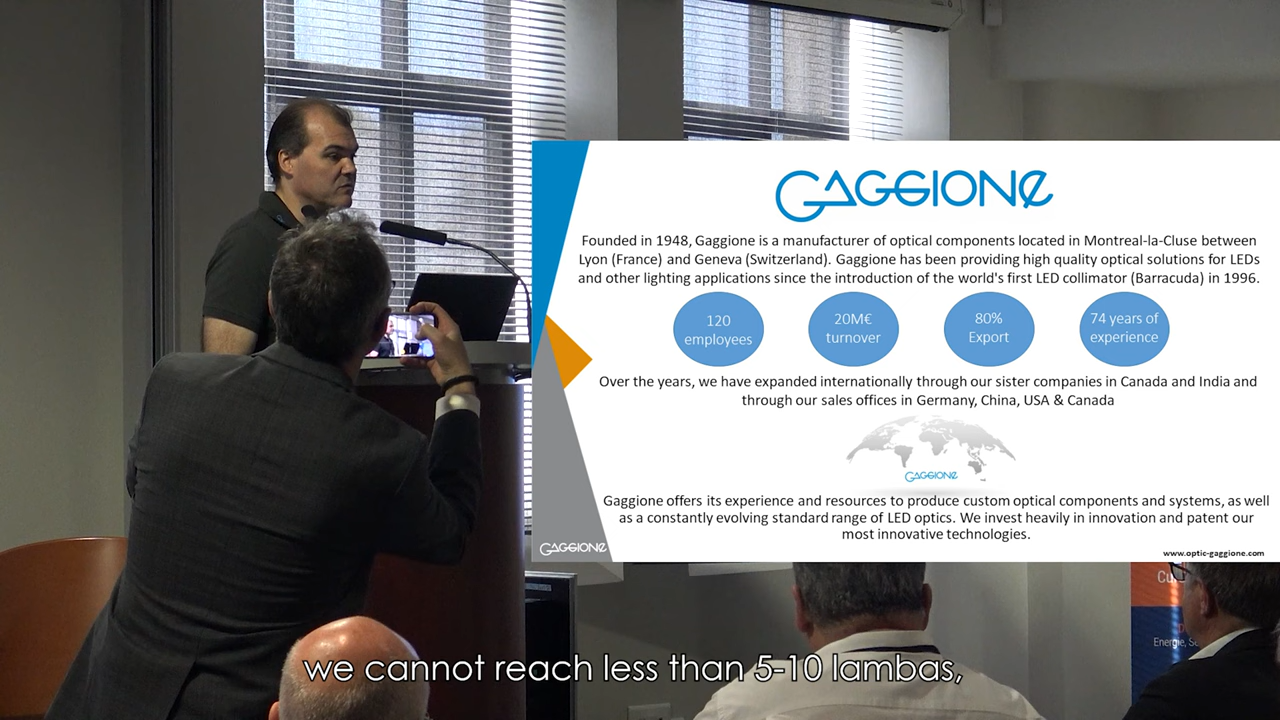 GAGGIONE
Founded in 1948, Gaggione is a manufacturer of optical components located in Montreal-la-Cluse between
Lyon (France) and Geneva (Switzerland). Gaggione has been providing high quality optical solutions for LEDs
and other lighting applications since the introduction of the world's first LED collimator (Barracuda) in 1996.
120
employees
20M€
turnover
80%
Export
74 years of
experience
Over the years, we have expanded internationally through our sister companies in Canada and India and
through our sales offices in Germany, China, USA & Canada
GAGGIONE
Gaggione offers its experience and resources to produce custom optical components and systems, as well
as a constantly evolving standard range of LED optics. We invest heavily in innovation and patent our
most innovative technologies.
GAGGIONE
www.optic-gaggione.com
we cannot reach less than 5-10 lambas,